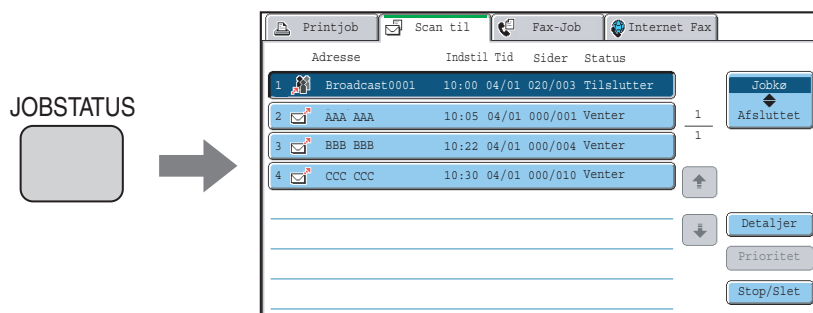 JOBSTATUS
Printjob Scan til Fax-Job Internet Fax
Adresse Indstil Tid Sider Status
1 Broadcast0001 10:00 04/01 020/003 Tilslutter
2 AAA AAA 10:05 04/01 000/001 Venter
3 BBB BBB 10:22 04/01 000/004 Venter
4 CCC CCC 10:30 04/01 000/010 Venter
1
1
Jobkø
Afsluttet
Detaljer
Prioritet
Stop/Slet